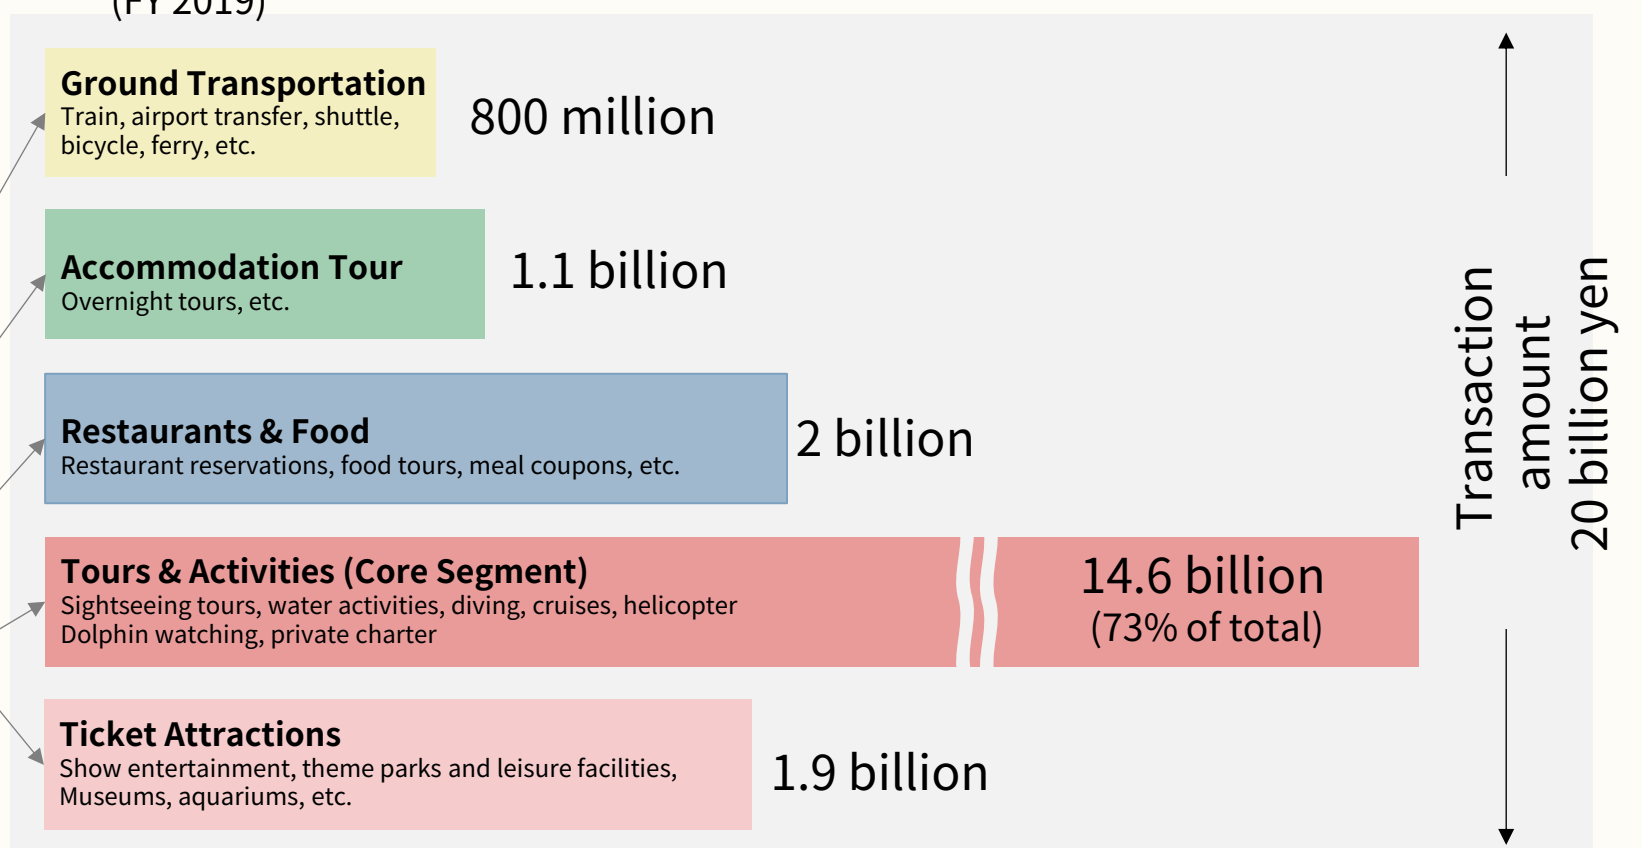 (FY 2019)
Ground Transportation
Train, airport transfer, shuttle,
bicycle, ferry, etc.
800 million
Accommodation Tour
Overnight tours, etc.
1.1 billion
Restaurants & Food
Restaurant reservations, food tours, meal coupons, etc.
2 billion
Tours & Activities (Core Segment)
Sightseeing tours, water activities, diving, cruises, helicopter
Dolphin watching, private charter
14.6 billion
(73% of total)
Ticket Attractions
Show entertainment, theme parks and leisure facilities,
Museums, aquariums, etc.
1.9 billion
Transaction
amount
20 billion yen